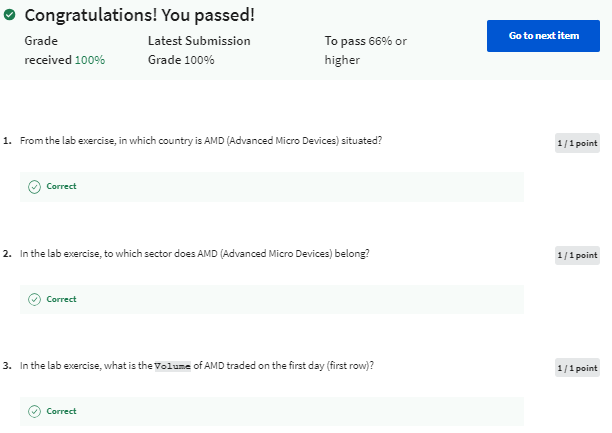 Congratulations! You passed!
Grade
received 100%
Latest Submission
Grade 100%
To pass 66% or
higher
Go to next item
1. From the lab exercise, in which country is AMD (Advanced Micro Devices) situated?
1 / 1 point
Correct
2. In the lab exercise, to which sector does AMD (Advanced Micro Devices) belong?
1 / 1 point
Correct
3. In the lab exercise, what is the Volume of AMD traded on the first day (first row)?
1 / 1 point
Correct